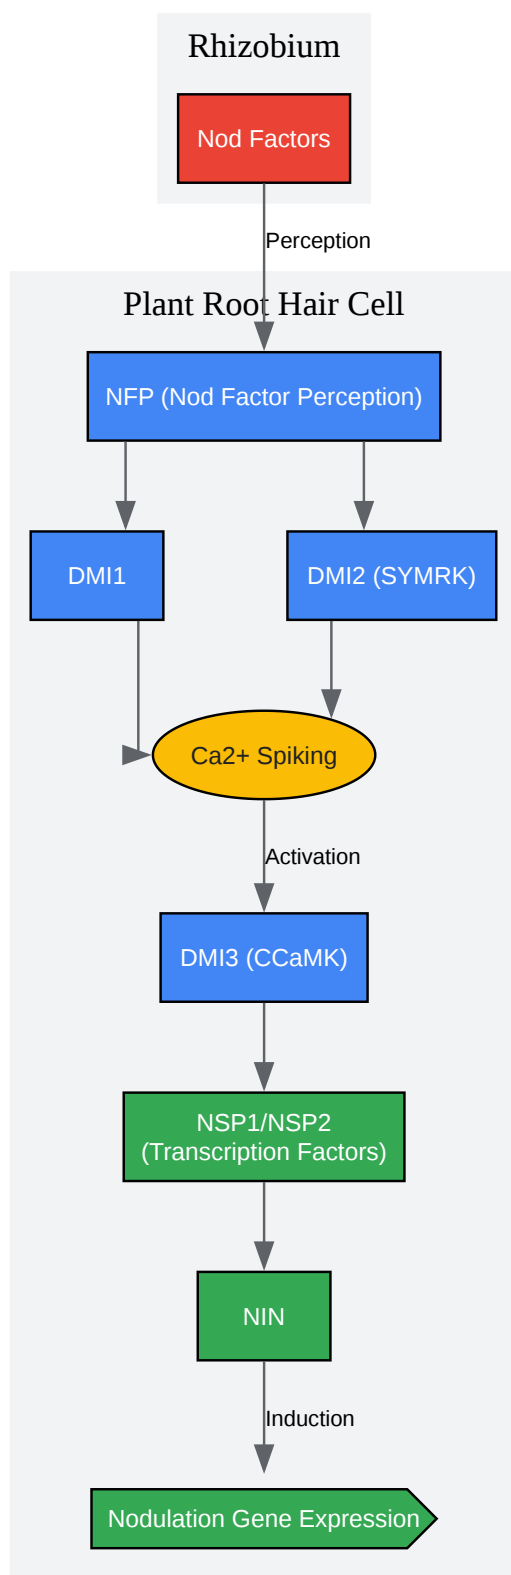 Rhizobium
Nod Factors
Perception
Plant Root Hair Cell
NFP (Nod Factor Perception)
DMI1
DMI2 (SYMRK)
Ca2+ Spiking
Activation
DMI3 (CCaMK)
NSP1/NSP2
(Transcription Factors)
NIN
Induction
Nodulation Gene Expression